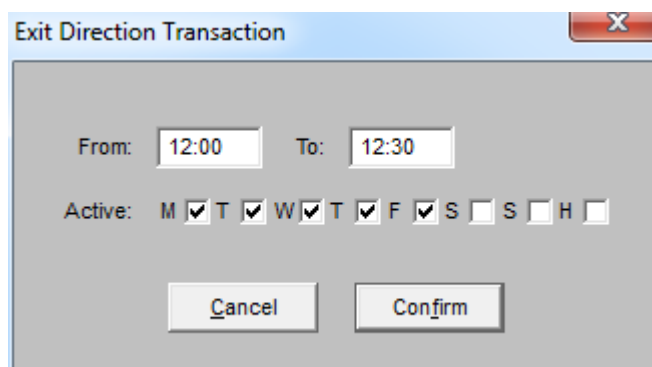 Exit Direction Transaction
From: 12:00 To: 12:30
Active: M T W T F S S H
Cancel Confirm